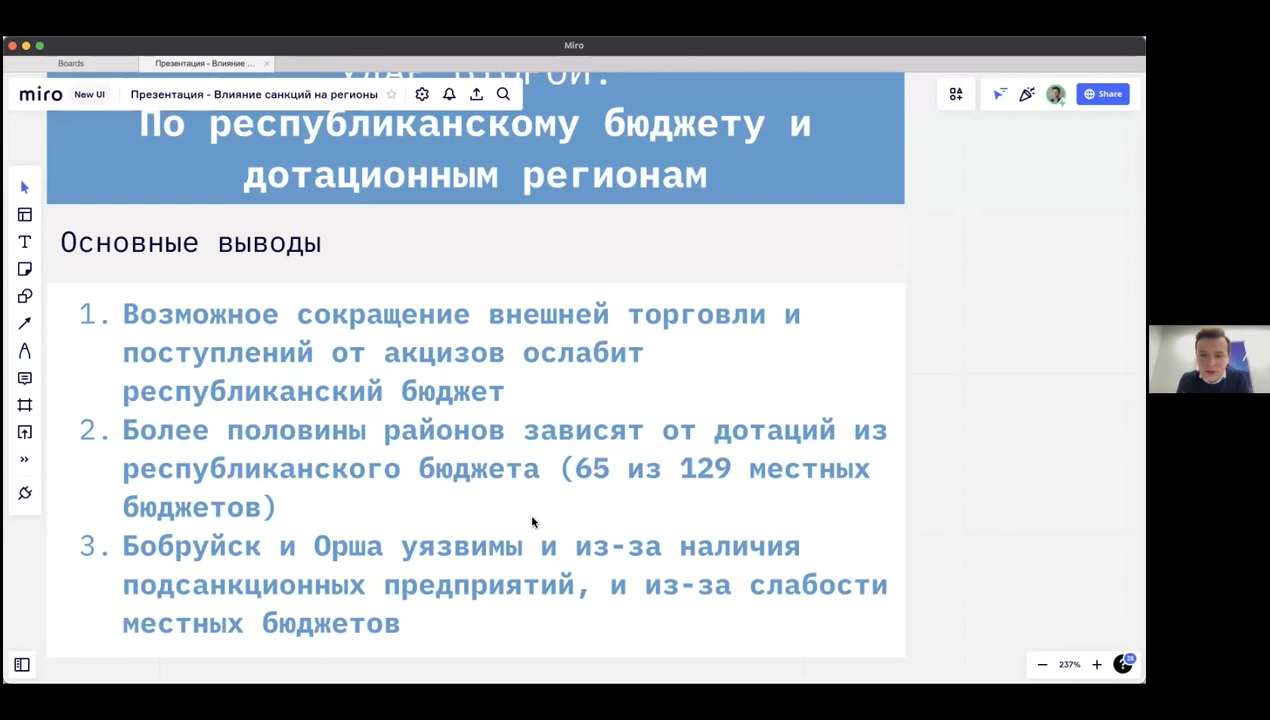 Miro
Boards
Презентация - Влияние ...
УДАР ВТОРОЙ:
miro New UI Презентация - Влияние санкций на регионы
Share
По республиканскому бюджету и
дотационным регионам
Основные выводы
1. Возможное сокращение внешней торговли и
поступлений от акцизов ослабит
республиканский бюджет
2. Более половины районов зависят от дотаций из
республиканского бюджета (65 из 129 местных
бюджетов)
3. Бобруйск и Орша уязвимы и из-за наличия
подсанкционных предприятий, и из-за слабости
местных бюджетов
237%